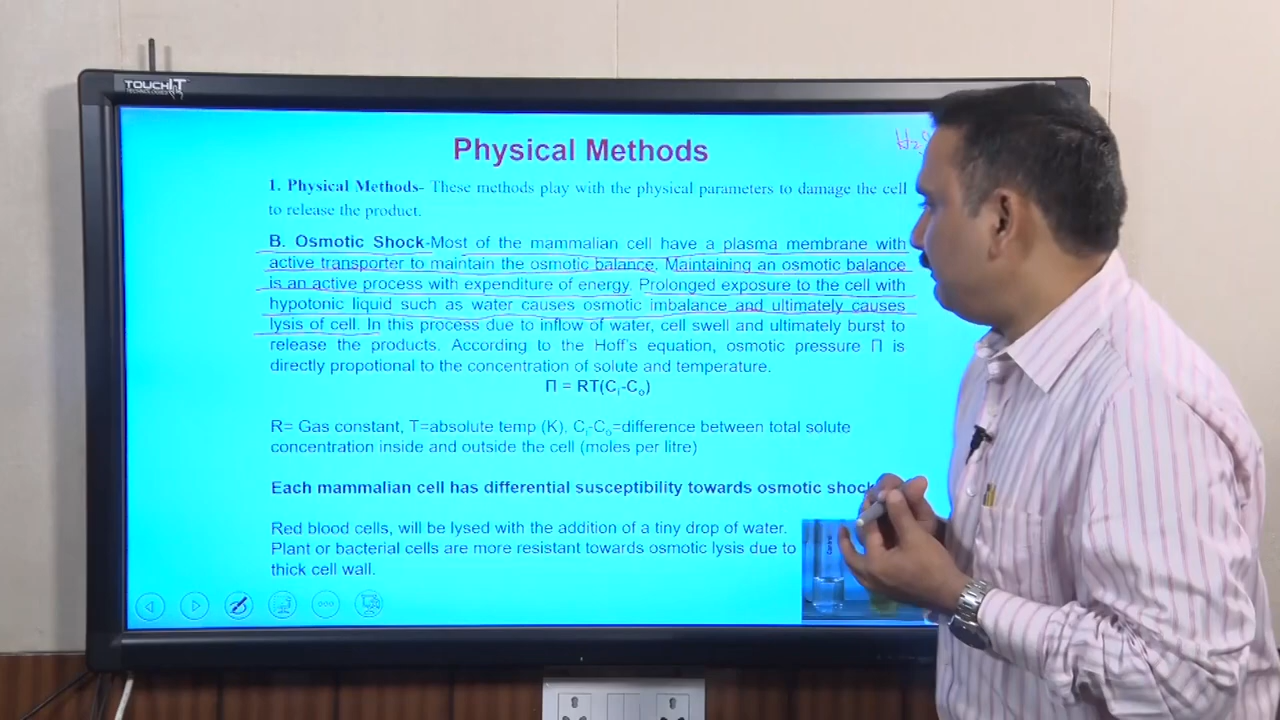 TOUCHIT
TECHNOLOGIES
Physical Methods
1. Physical Methods- These methods play with the physical parameters to damage the cell
to release the product.
B. Osmotic Shock-Most of the mammalian cell have a plasma membrane with
active transporter to maintain the osmotic balance. Maintaining an osmotic balance
is an active process with expenditure of energy. Prolonged exposure to the cell with
hypotonic liquid such as water causes osmotic imbalance and ultimately causes
lysis of cell. In this process due to inflow of water, cell swell and ultimately burst to
release the products. According to the Hoff's equation, osmotic pressure Π is
directly propotional to the concentration of solute and temperature.
Π = RT(Ci-Co)
R= Gas constant, T=absolute temp (K), Ci-Co=difference between total solute
concentration inside and outside the cell (moles per litre)
Each mammalian cell has differential susceptibility towards osmotic shock
Red blood cells, will be lysed with the addition of a tiny drop of water.
Plant or bacterial cells are more resistant towards osmotic lysis due to
thick cell wall.
Control